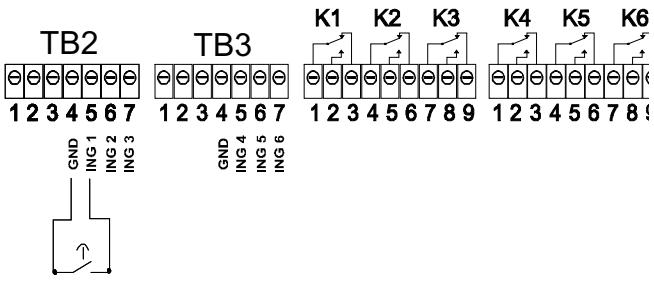 K1 K2 K3 K4 K5 K6
TB2 TB3
1 2 3 4 5 6 7
1 2 3 4 5 6 7
1 2 3 4 5 6 7 8 9
1 2 3 4 5 6 7 8
GND
ING 1
ING 2
ING 3
GND
ING 4
ING 5
ING 6